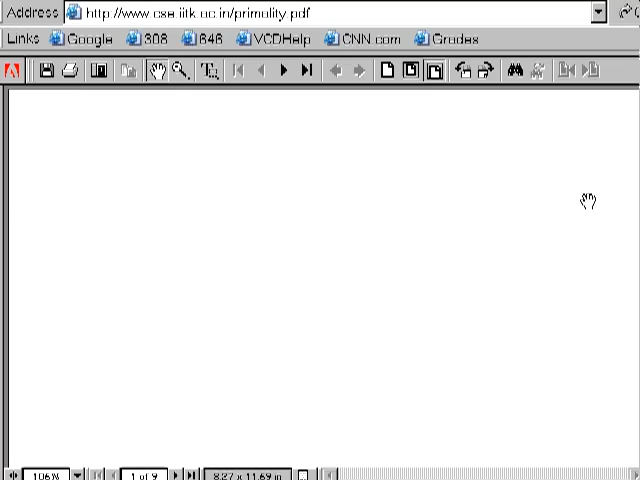 Address http://www.cse.iitk.ac.in/primality.pdf
Links Google 308 646 VCDHelp CNN.com Grades
106% 1 of 9 8.27 x 11.69 in